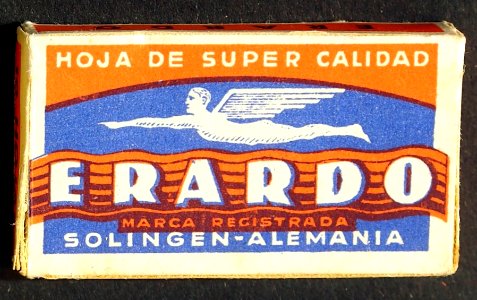 HOJA DE SUPER CALIDAD
ERARDO
MARCA REGISTRADA
SOLINGEN-ALEMANIA